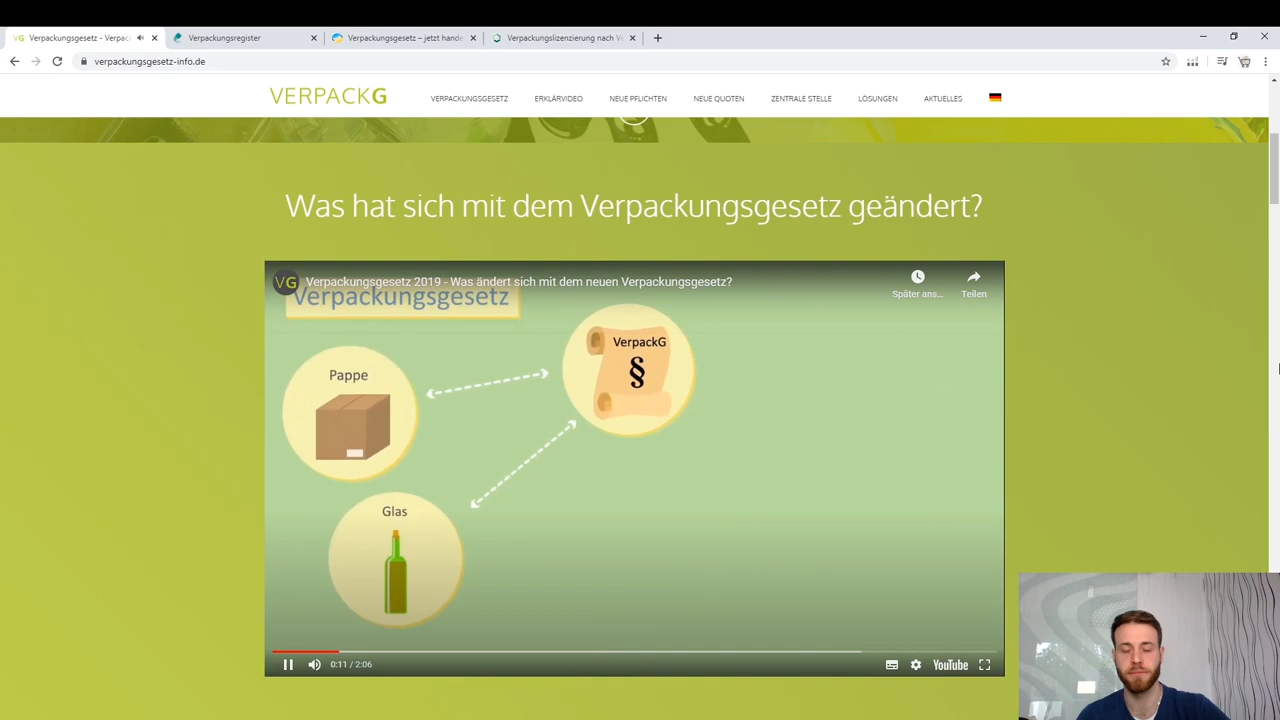 VG Verpackungsgesetz - Verpac
Verpackungsregister
Verpackungsgesetz – jetzt hande
Verpackungslizenzierung nach Ve
verpackungsgesetz-info.de
VERPACKG
VERPACKUNGSGESETZ
ERKLÄRVIDEO
NEUE PFLICHTEN
NEUE QUOTEN
ZENTRALE STELLE
LÖSUNGEN
AKTUELLES
Was hat sich mit dem Verpackungsgesetz geändert?
VG
Verpackungsgesetz 2019 - Was ändert sich mit dem neuen Verpackungsgesetz?
Später ans...
Teilen
Verpackungsgesetz
VerpackG
§
Pappe
Glas
0:11 / 2:06
YouTube